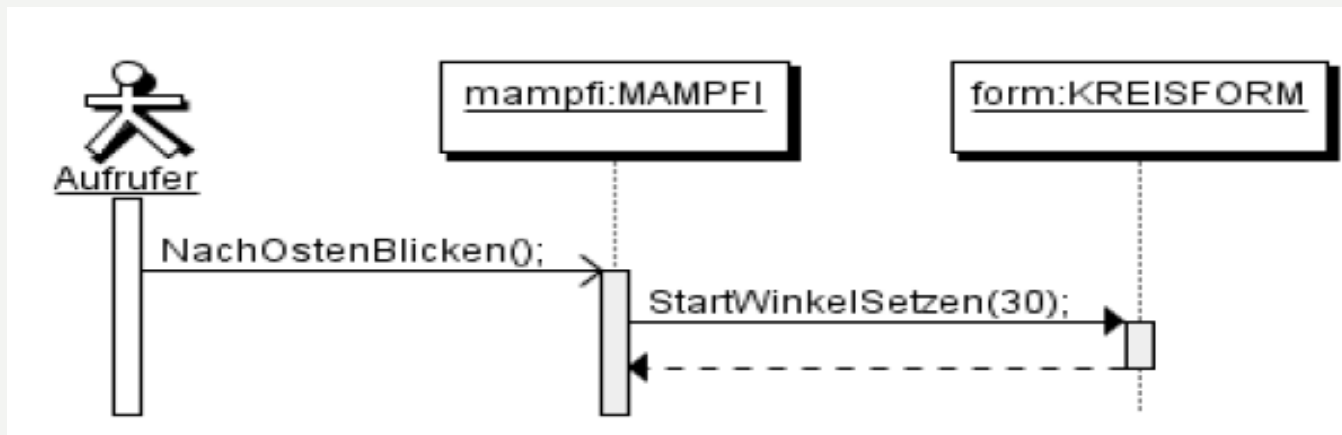 mampfi:MAMPFI
form:KREISFORM
Aufrufer
NachOstenBlicken();
StartWinkelSetzen(30);